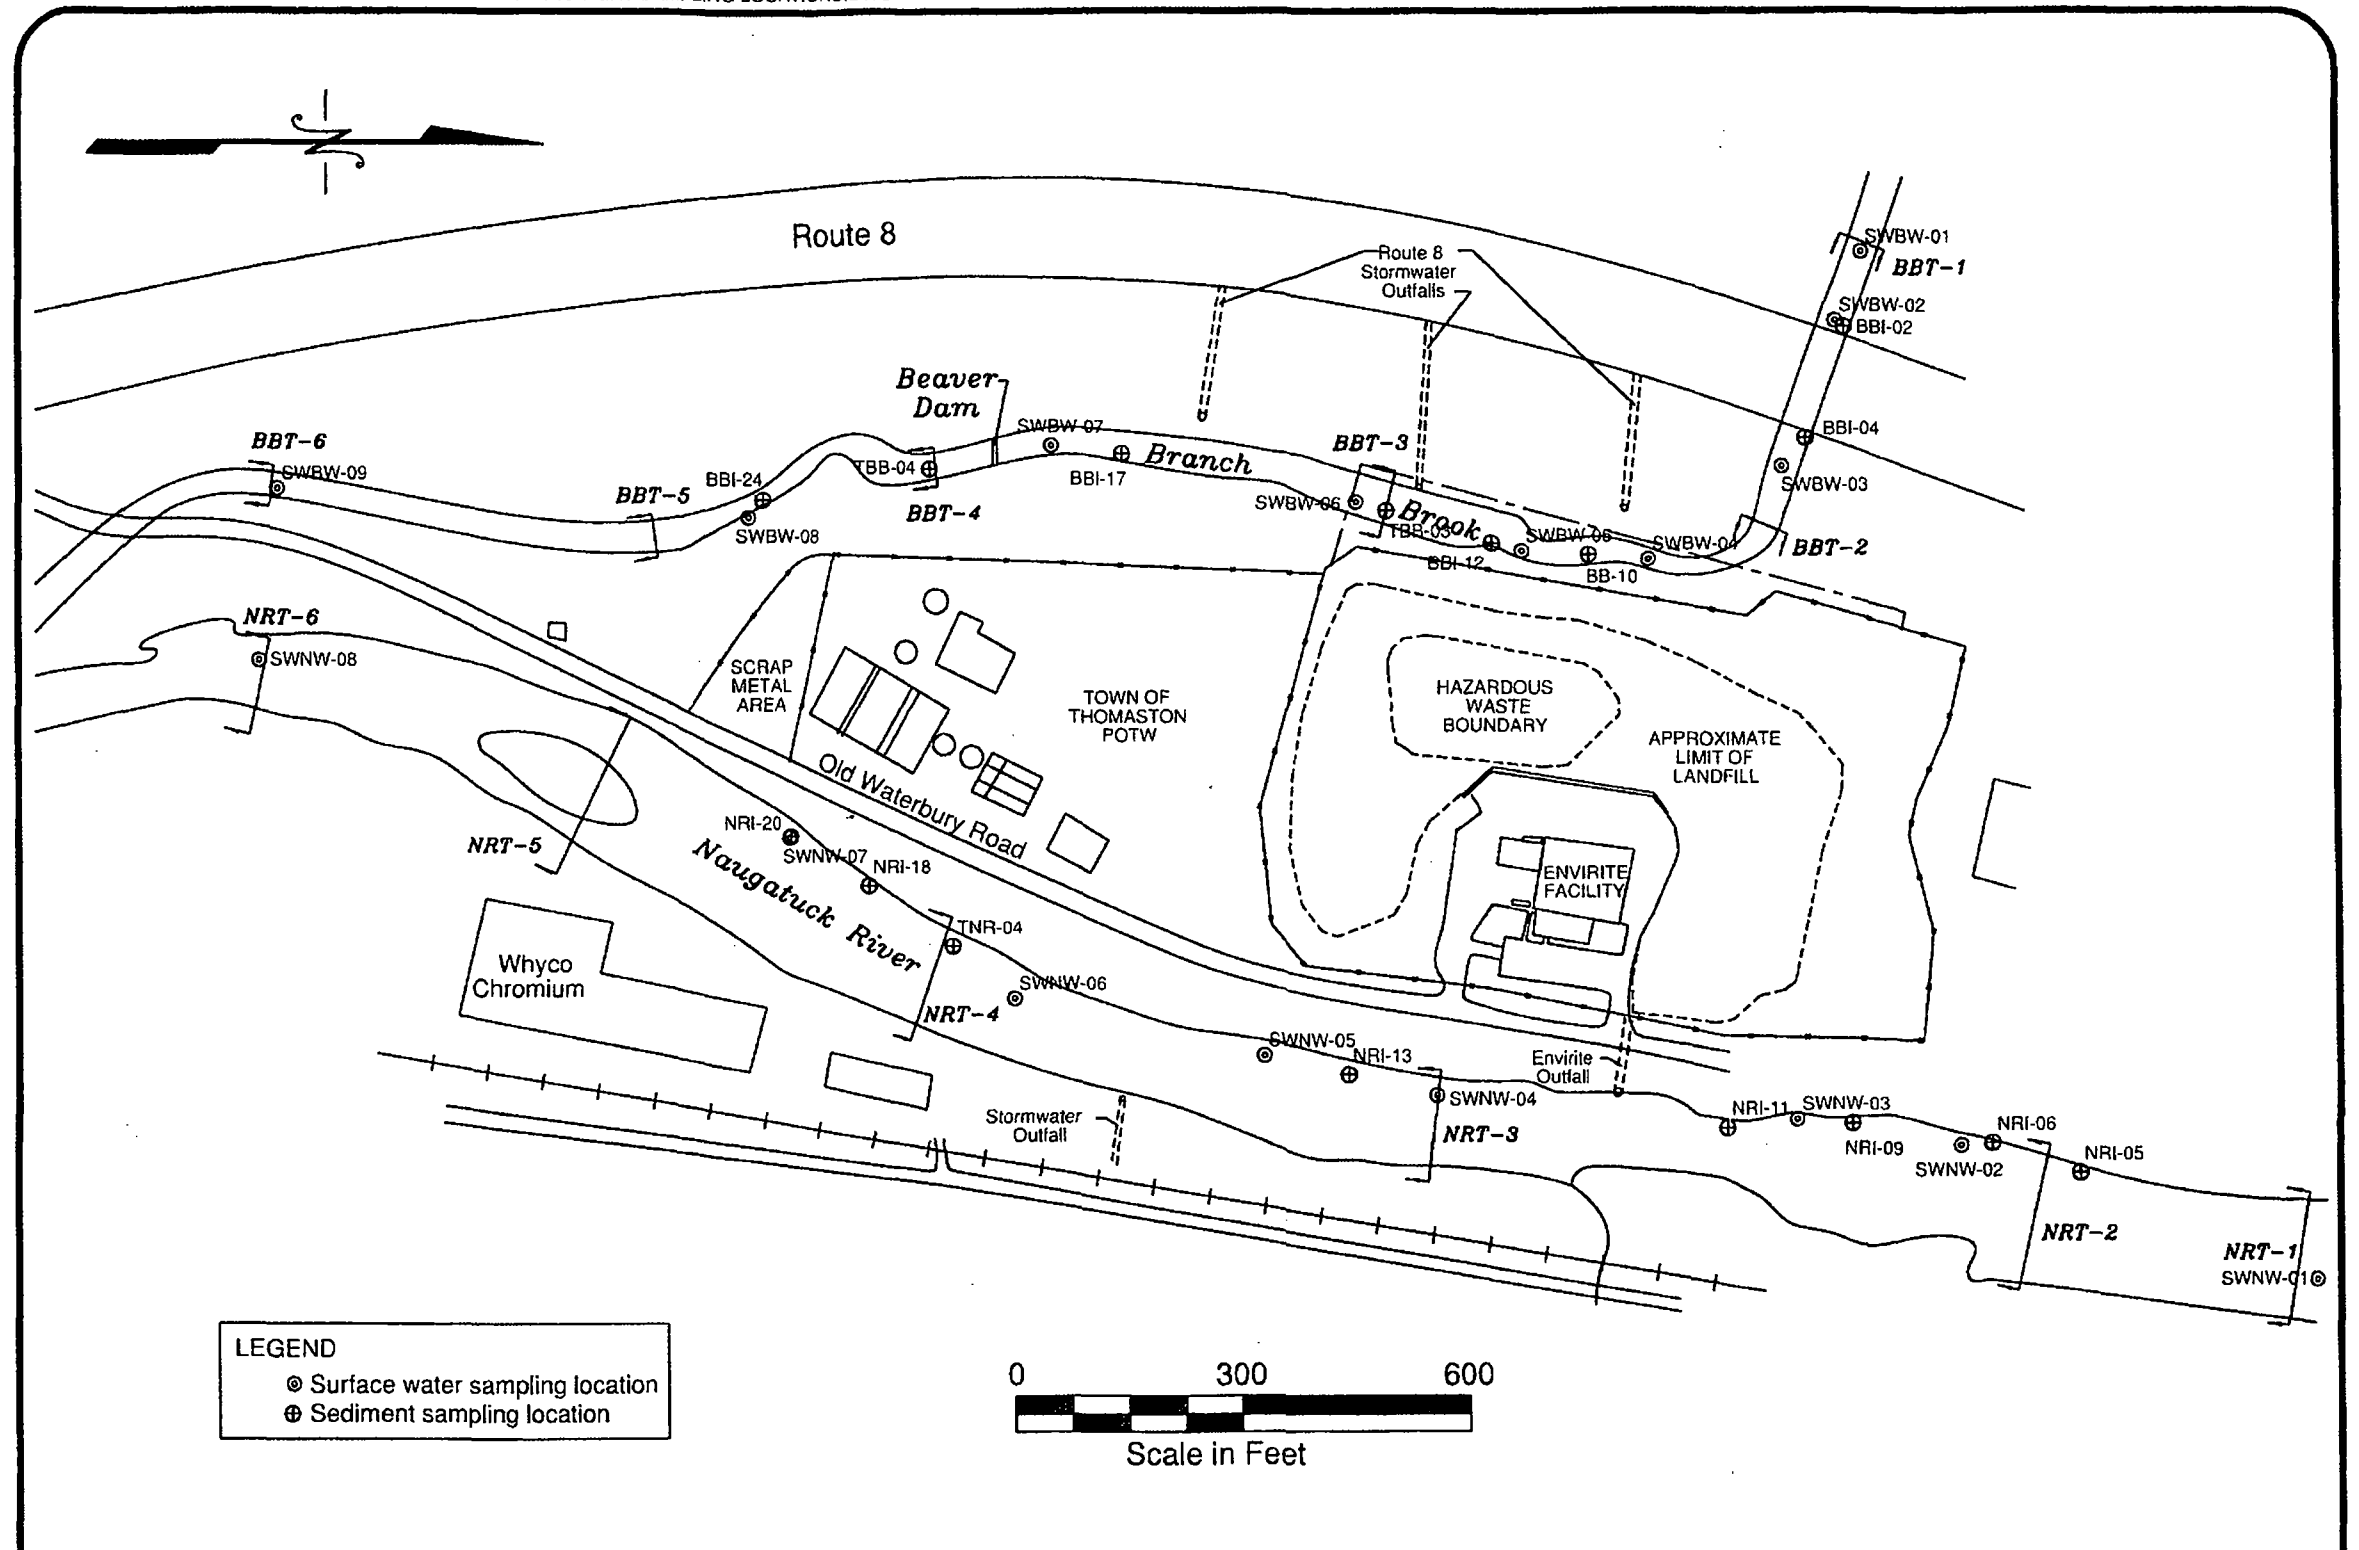 Route 8
Route 8
Stormwater
Outfalls
SWBW-01
BBT-1
SWBW-02
BBI-02
BBI-04
SWBW-03
BBT-2
Beaver
Dam
SWBW-07
BBI-17
Branch
BBT-3
SWBW-06
TBB-03
Brook
BBI-12
SWBW-06
BB-10
SWBW-04
BBT-6
SWBW-09
BBT-5
BBI-24
SWBW-08
TBB-04
BBT-4
NRT-6
SWNW-08
SCRAP
METAL
AREA
TOWN OF
THOMASTON
POTW
HAZARDOUS
WASTE
BOUNDARY
APPROXIMATE
LIMIT OF
LANDFILL
Old Waterbury Road
ENVIRITE
FACILITY
NRT-5
NRI-20
SWNW-07
NRI-18
Naugatuck River
TNR-04
SWNW-06
NRT-4
Whyco
Chromium
SWNW-05
NRI-13
SWNW-04
NRT-3
Envirite
Outfall
Stormwater
Outfall
NRI-11
SWNW-03
NRI-09
NRI-06
SWNW-02
NRI-05
NRT-2
NRT-1
SWNW-01
LEGEND
Surface water sampling location
Sediment sampling location
0 300 600
Scale in Feet